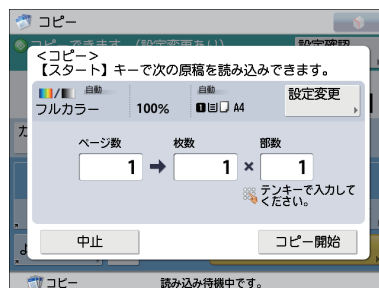 コピー
コピーできます。(設定変更あり)
設定確認
<コピー>
【スタート】キーで次の原稿を読み込みできます。
自動
自動
フルカラー
100%
1
A4
設定変更
ページ数
枚数
部数
1
1
×
1
テンキーで入力して
ください。
中止
コピー開始
コピー
読み込み待機中です。